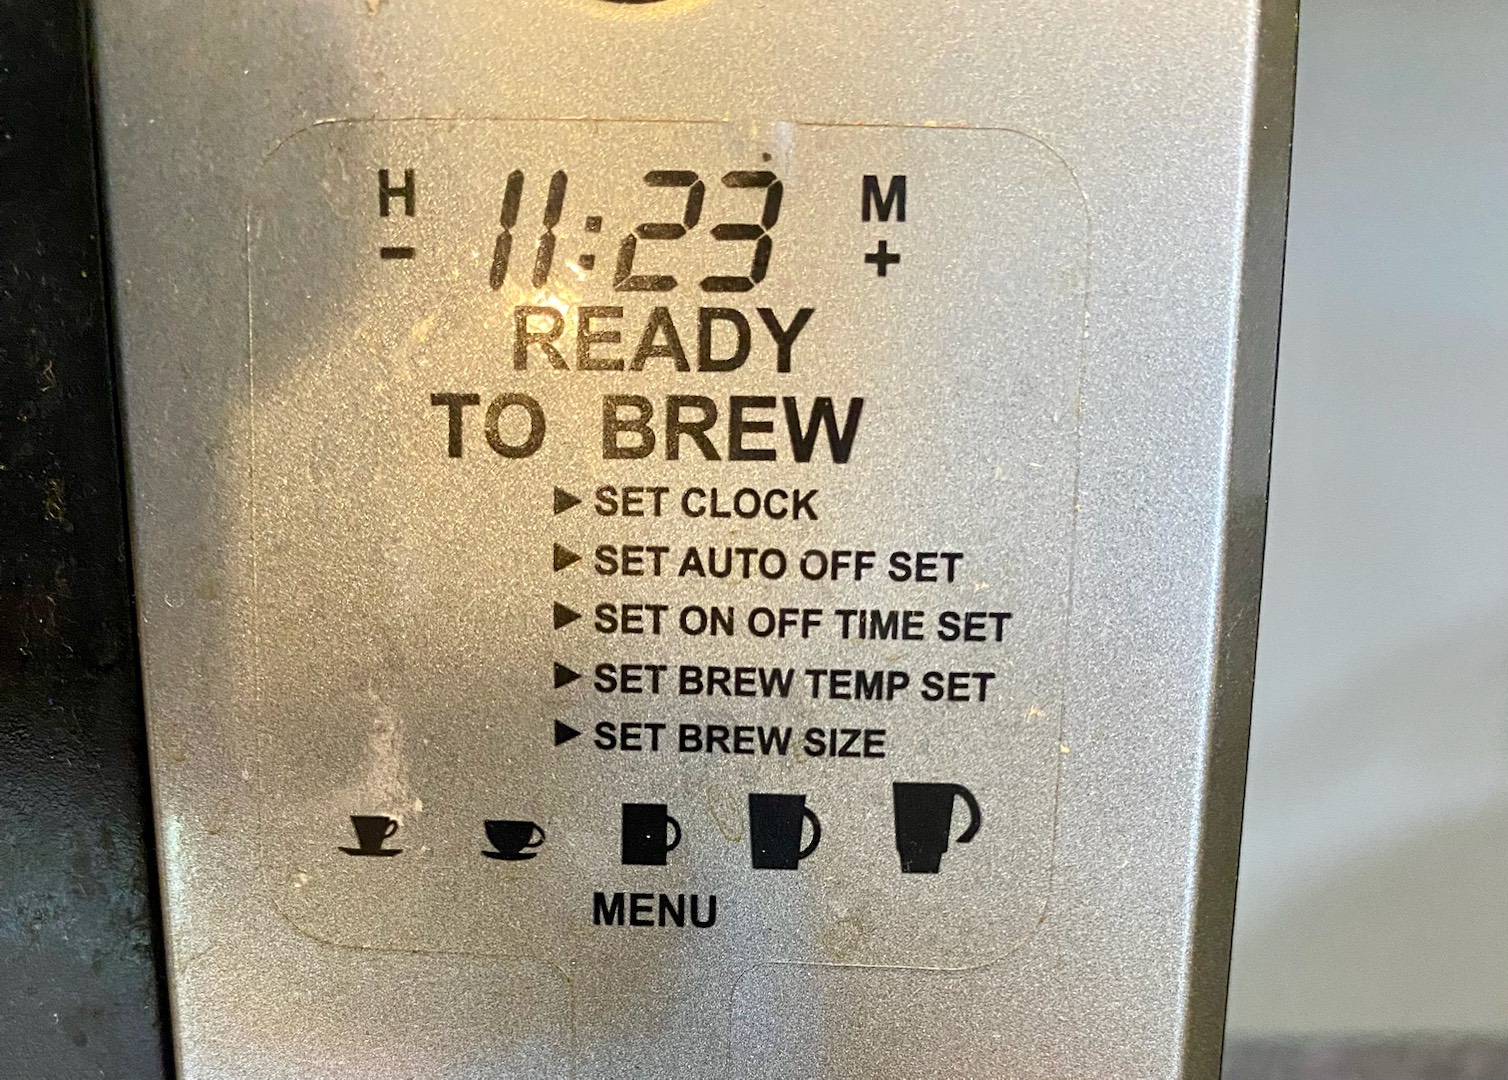 H 11:23 M
- +
READY
TO BREW
SET CLOCK
SET AUTO OFF SET
SET ON OFF TIME SET
SET BREW TEMP SET
SET BREW SIZE
MENU